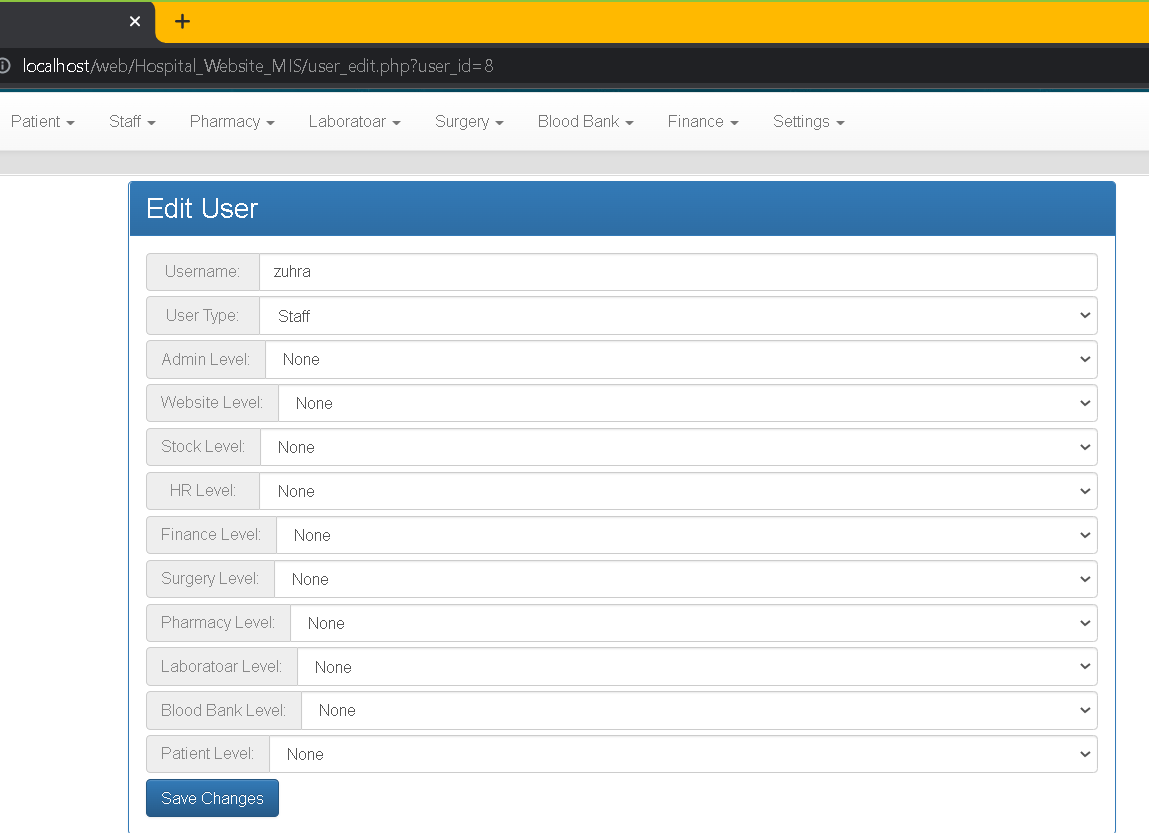 localhost/web/Hospital_Website_MIS/user_edit.php?user_id=8
Patient Staff Pharmacy Laboratoar Surgery Blood Bank Finance Settings
Edit User
Username: zuhra
User Type: Staff
Admin Level: None
Website Level: None
Stock Level: None
HR Level: None
Finance Level: None
Surgery Level: None
Pharmacy Level: None
Laboratoar Level: None
Blood Bank Level: None
Patient Level: None
Save Changes